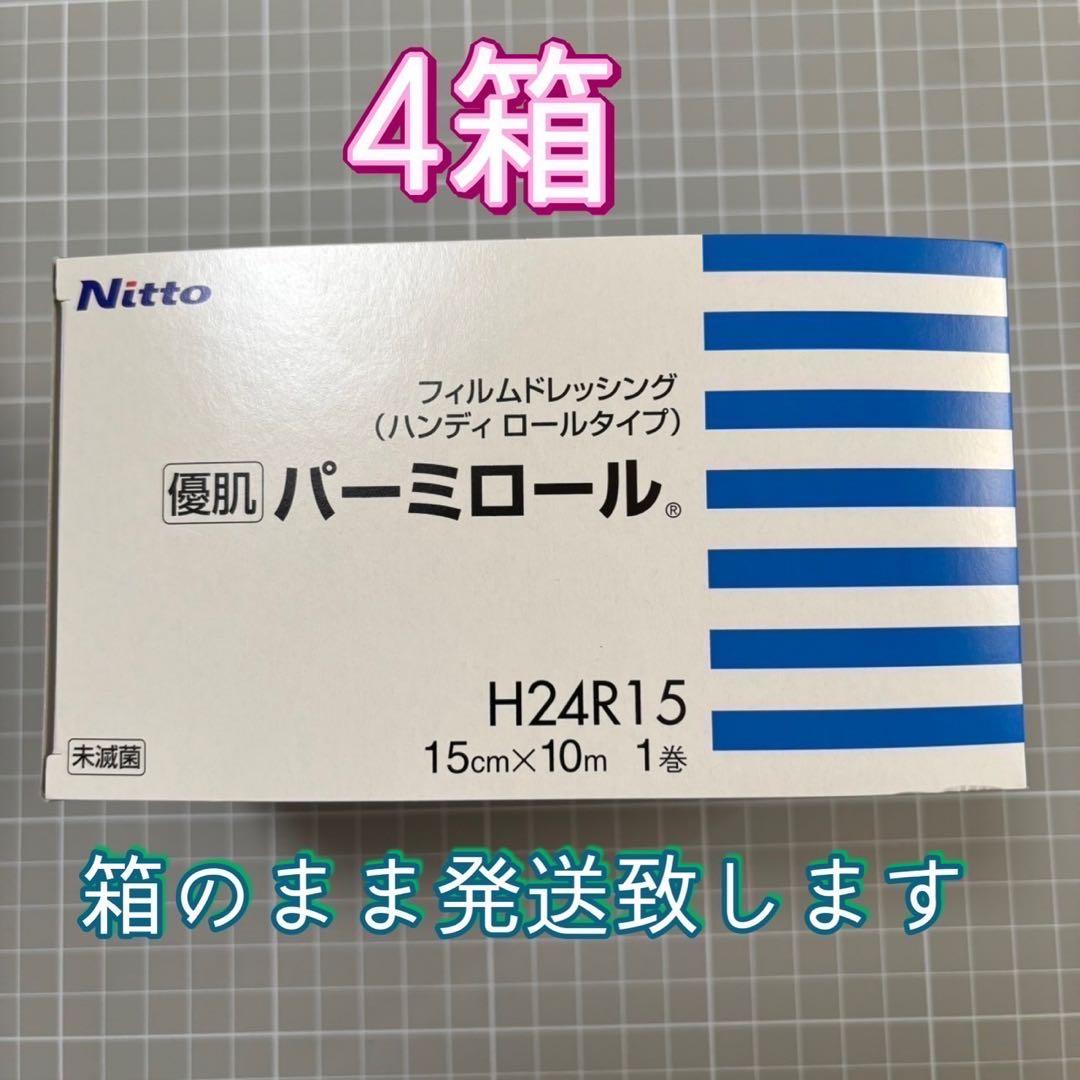 4箱
Nitto
フィルムドレッシング
（ハンディ ロールタイプ）
優肌 パーミロール®
H24R15
15cm×10m 1巻
未滅菌
箱のまま発送致します